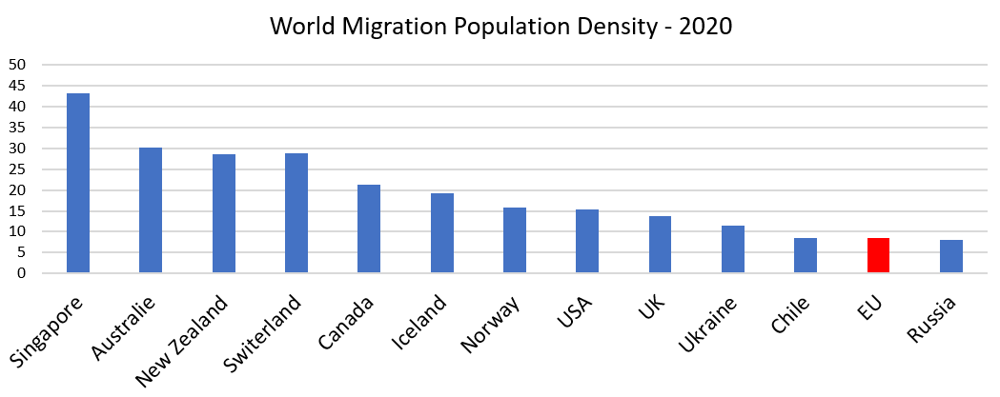 World Migration Population Density - 2020
50
45
40
35
30
25
20
15
10
5
0
Singapore
Australie
New Zealand
Switerland
Canada
Iceland
Norway
USA
UK
Ukraine
Chile
EU
Russia